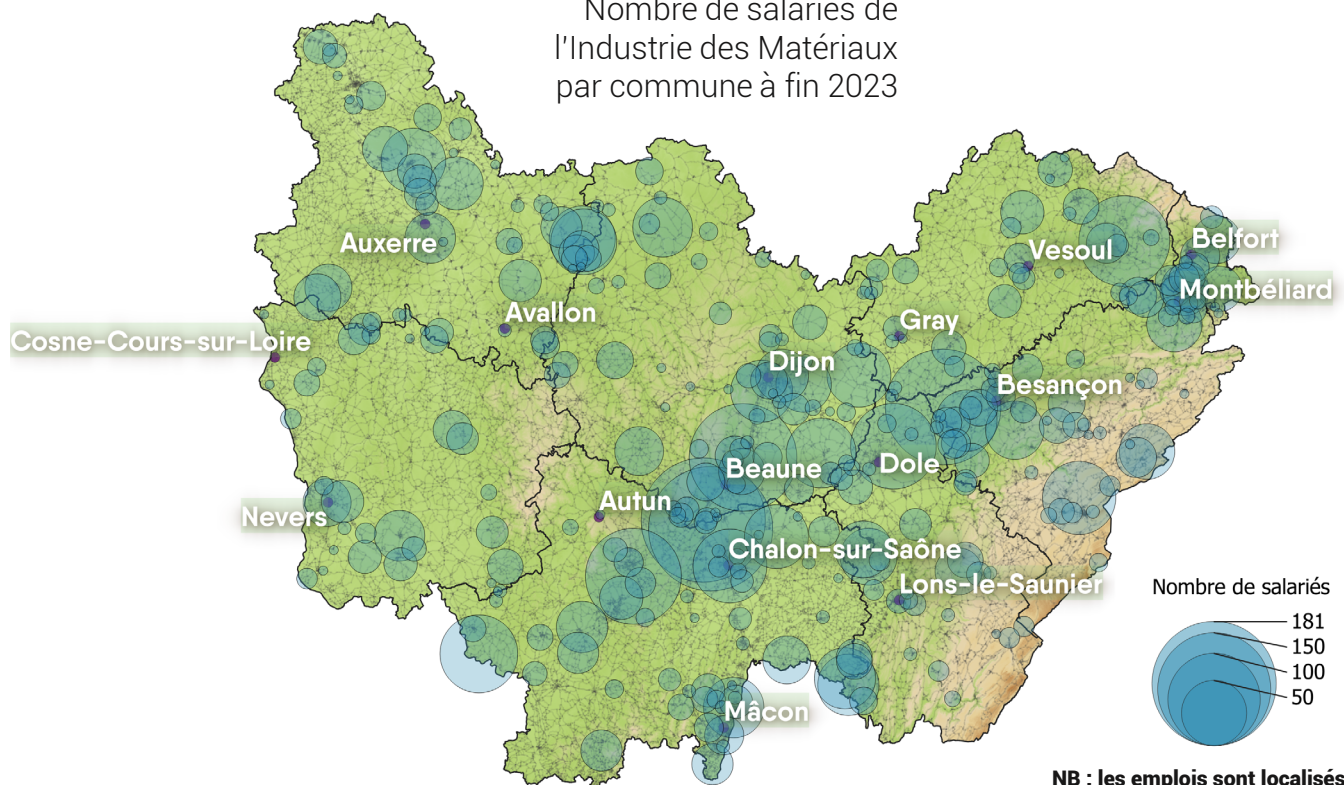 Nombre de salariés de
l'Industrie des Matériaux
par commune à fin 2023
Auxerre
Belfort
Vesoul
Montbéliard
Avallon
Gray
Cosne-Cours-sur-Loire
Dijon
Besançon
Beaune
Dole
Autun
Nevers
Chalon-sur-Saône
Lons-le-Saunier
Mâcon
Nombre de salariés
181
150
100
50
NB : les emplois sont localisés